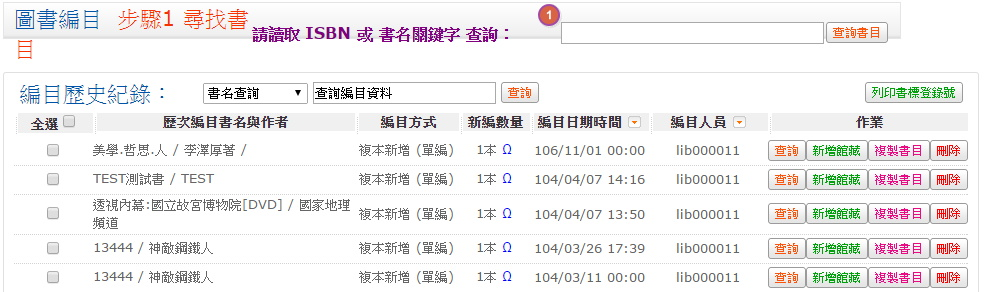 圖書編目 步驟1 尋找書
目
請讀取 ISBN 或 書名關鍵字 查詢： 1 查詢書目
編目歷史紀錄： 書名查詢 查詢編目資料 查詢 列印書標登錄號
全選 歷次編目書名與作者 編目方式 新編數量 編目日期時間 編目人員 作業
美學.哲思.人 / 李澤厚著 / 複本新增 (單編) 1本 Ω 106/11/01 00:00 lib000011 查詢 新增館藏 複製書目 刪除
TEST測試書 / TEST 複本新增 (單編) 1本 Ω 104/04/07 14:16 lib000011 查詢 新增館藏 複製書目 刪除
透視內幕:國立故宮博物院[DVD] / 國家地理
頻道 複本新增 (單編) 1本 Ω 104/04/07 13:50 lib000011 查詢 新增館藏 複製書目 刪除
13444 / 神敵鋼鐵人 複本新增 (單編) 1本 Ω 104/03/26 17:39 lib000011 查詢 新增館藏 複製書目 刪除
13444 / 神敵鋼鐵人 複本新增 (單編) 1本 Ω 104/03/11 00:00 lib000011 查詢 新增館藏 複製書目 刪除